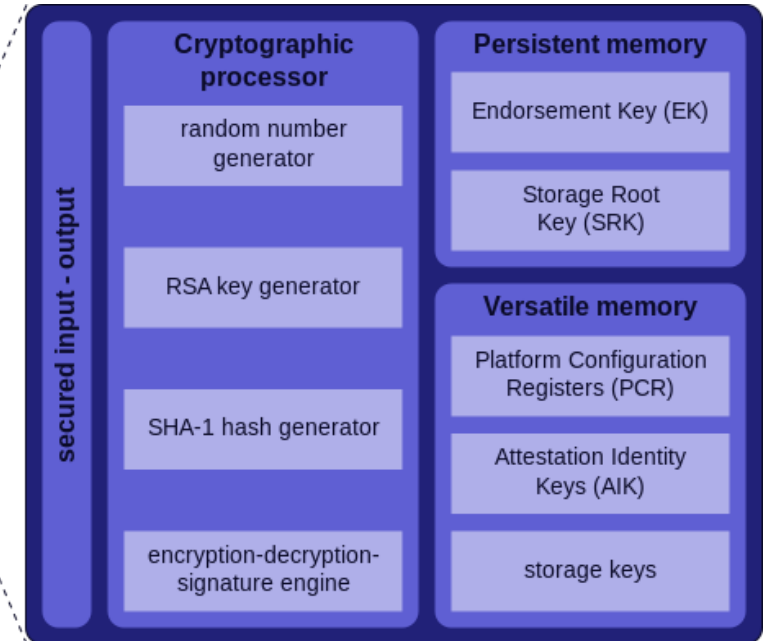 secured input - output
Cryptographic
processor
random number
generator
RSA key generator
SHA-1 hash generator
encryption-decryption-
signature engine
Persistent memory
Endorsement Key (EK)
Storage Root
Key (SRK)
Versatile memory
Platform Configuration
Registers (PCR)
Attestation Identity
Keys (AIK)
storage keys